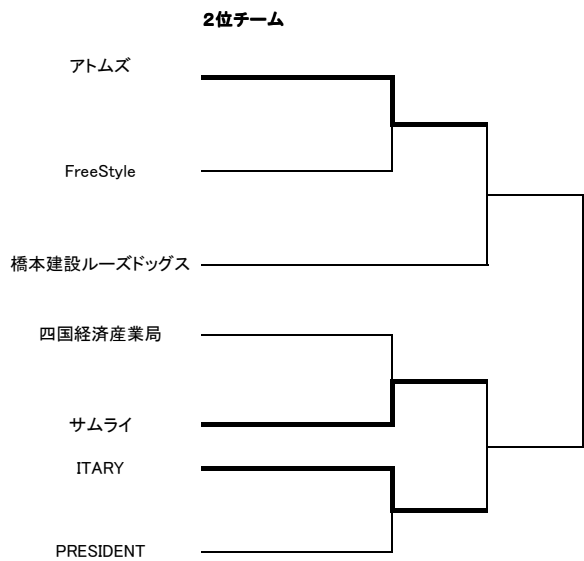 2位チーム
アトムズ
FreeStyle
橋本建設ルーズドッグス
四国経済産業局
サムライ
ITARY
PRESIDENT